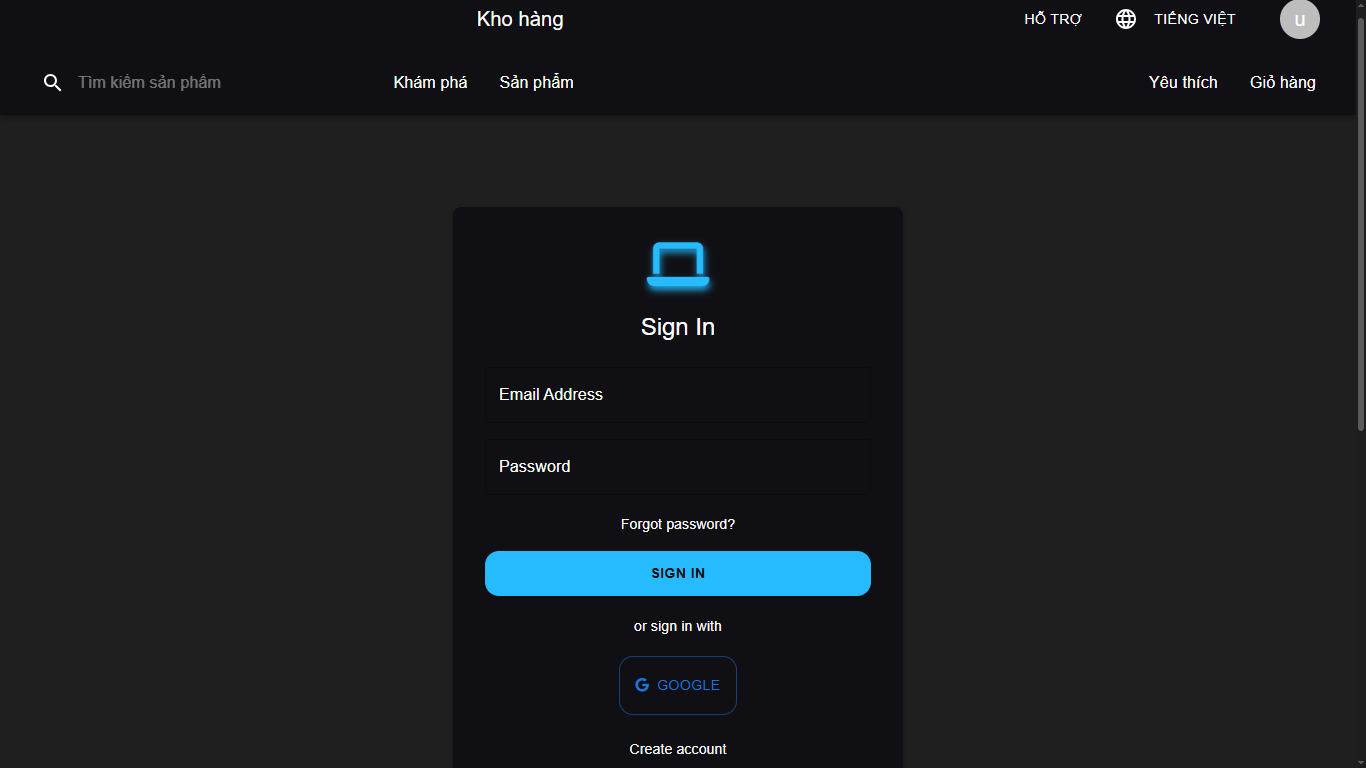 Kho hàng
HỖ TRỢ
TIẾNG VIỆT
u
Tìm kiếm sản phẩm
Khám phá
Sản phẩm
Yêu thích
Giỏ hàng
Sign In
Email Address
Password
Forgot password?
SIGN IN
or sign in with
G GOOGLE
Create account